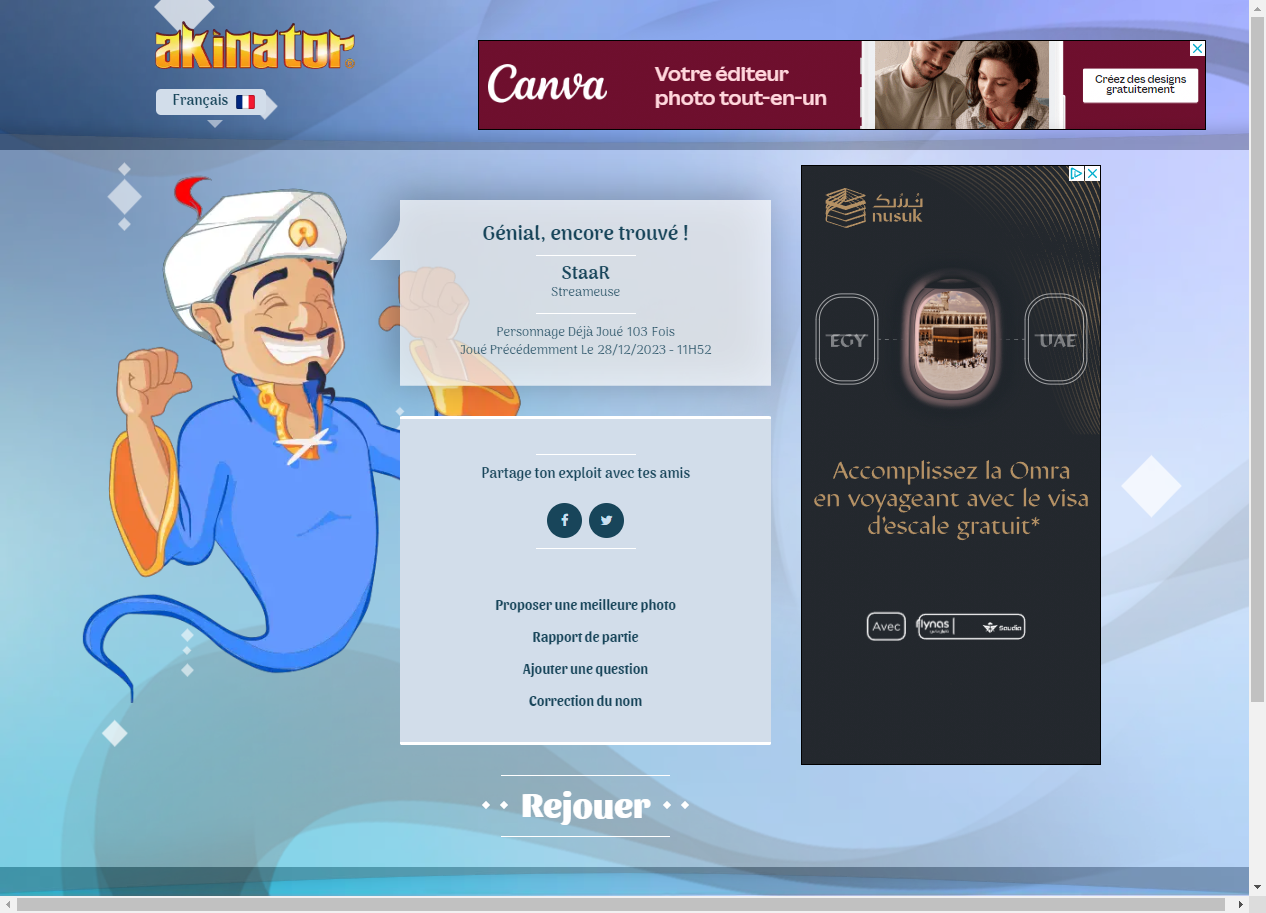 akinator
Français
Canva
Votre éditeur
photo tout-en-un
Créez des designs
gratuitement
Génial, encore trouvé !
StaaR
Streameuse
Personnage Déjà Joué 103 Fois
Joué Précédemment Le 28/12/2023 - 11H52
Partage ton exploit avec tes amis
Proposer une meilleure photo
Rapport de partie
Ajouter une question
Correction du nom
Rejouer
نُسُك
nusuk
EGY
UAE
Accomplissez la Omra
en voyageant avec le visa
d'escale gratuit*
Avec
flynas
Saudia